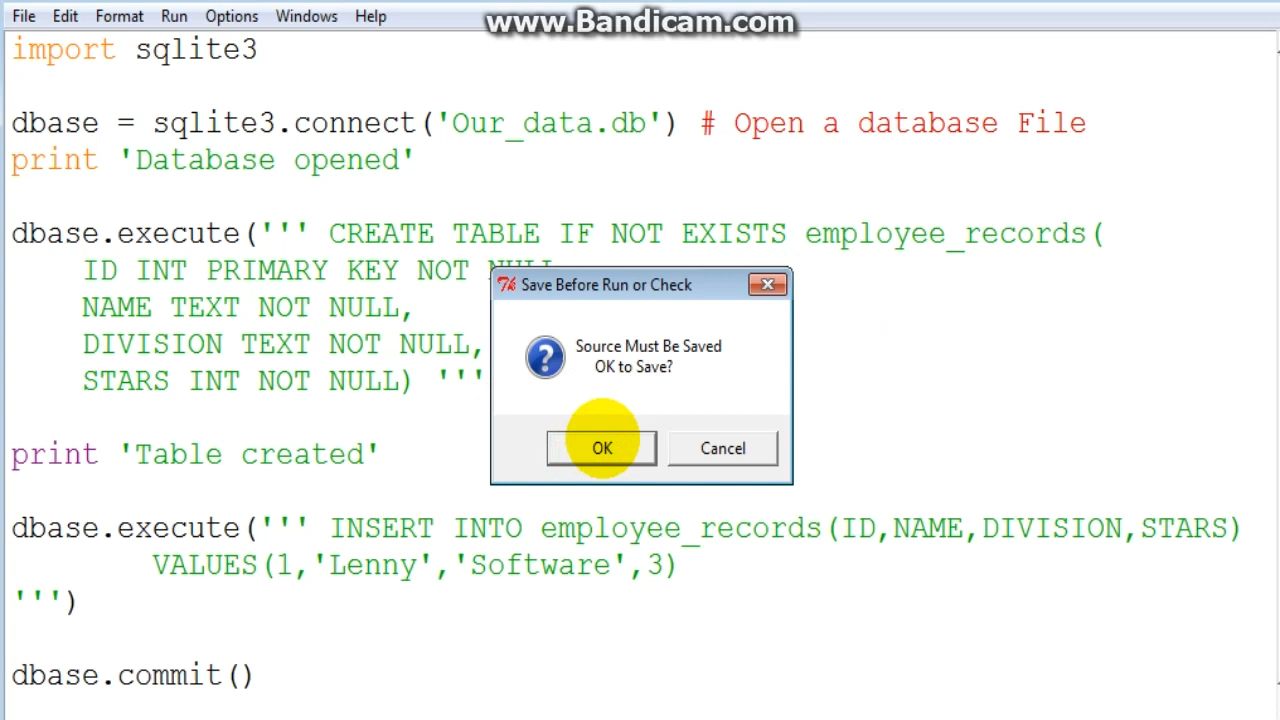 File Edit Format Run Options Windows Help
www.Bandicam.com
import sqlite3
dbase = sqlite3.connect('Our_data.db') # Open a database File
print 'Database opened'
dbase.execute(''' CREATE TABLE IF NOT EXISTS employee_records(
ID INT PRIMARY KEY NOT
NAME TEXT NOT NULL,
DIVISION TEXT NOT NULL,
STARS INT NOT NULL) '''
Save Before Run or Check
Source Must Be Saved
OK to Save?
OK Cancel
print 'Table created'
dbase.execute(''' INSERT INTO employee_records(ID,NAME,DIVISION,STARS)
VALUES(1,'Lenny','Software',3)
''')
dbase.commit()